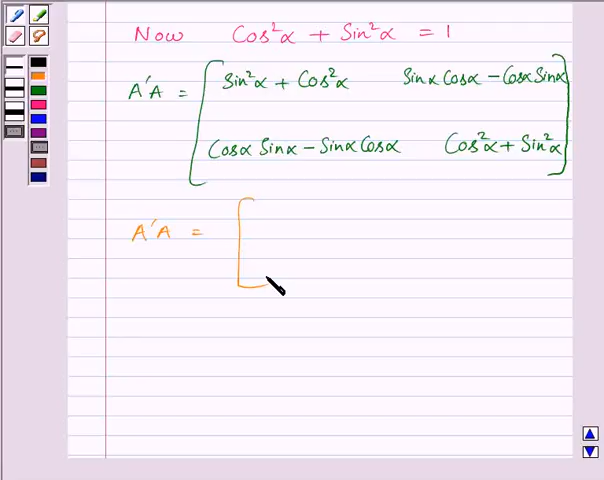 Now Cos²α + Sin²α = 1
A'A = [ Sin²α + Cos²α Sinα Cosα − Cosα Sinα
Cosα Sinα − Sinα Cosα Cos²α + Sin²α ]
A'A = [